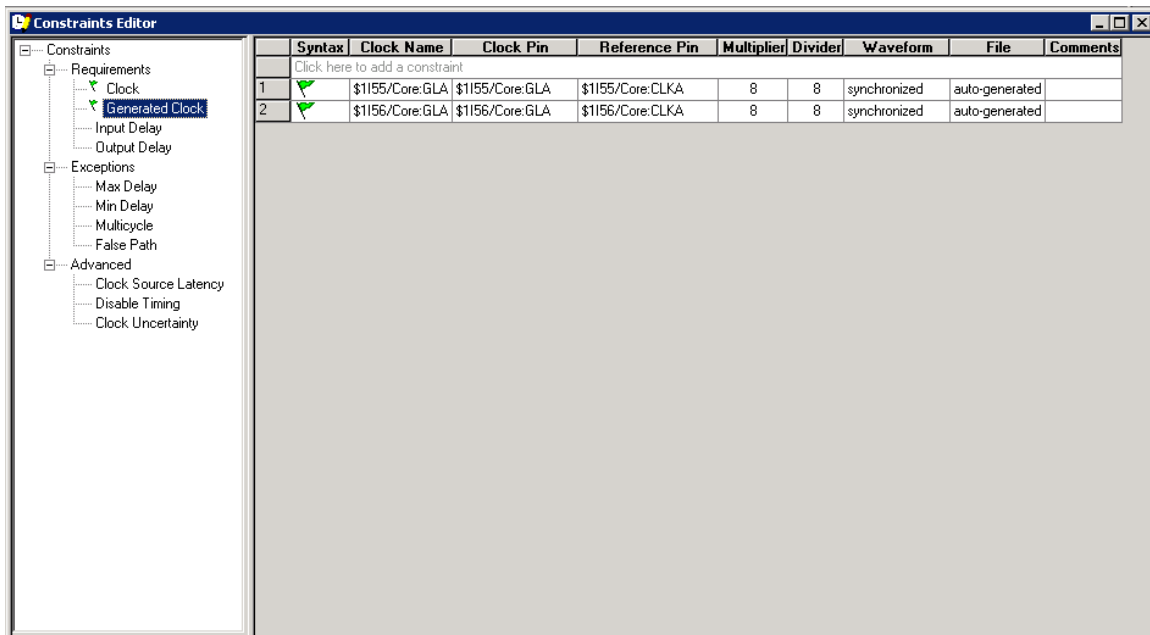 Constraints Editor
Constraints
Requirements
Clock
Generated Clock
Input Delay
Output Delay
Exceptions
Max Delay
Min Delay
Multicycle
False Path
Advanced
Clock Source Latency
Disable Timing
Clock Uncertainty
Syntax Clock Name Clock Pin Reference Pin Multiplier Divider Waveform File Comments
Click here to add a constraint
1 $1I55/Core:GLA $1I55/Core:GLA $1I55/Core:CLKA 8 8 synchronized auto-generated
2 $1I56/Core:GLA $1I56/Core:GLA $1I56/Core:CLKA 8 8 synchronized auto-generated